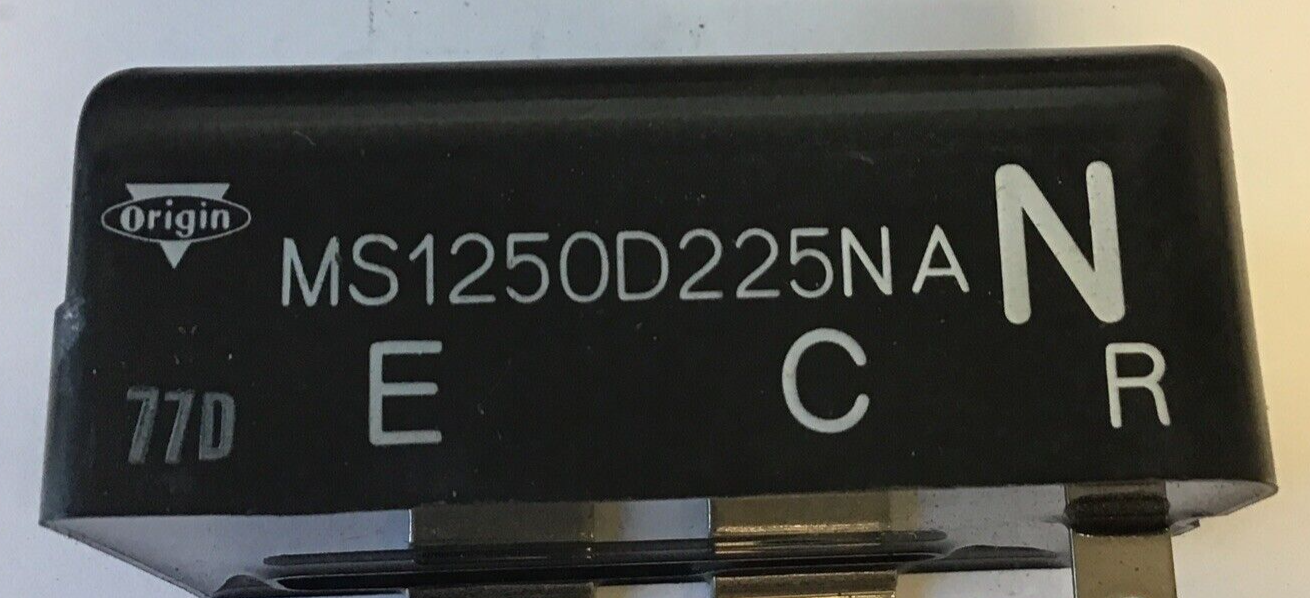 Origin
MS1250D225NA N
E C R
77D